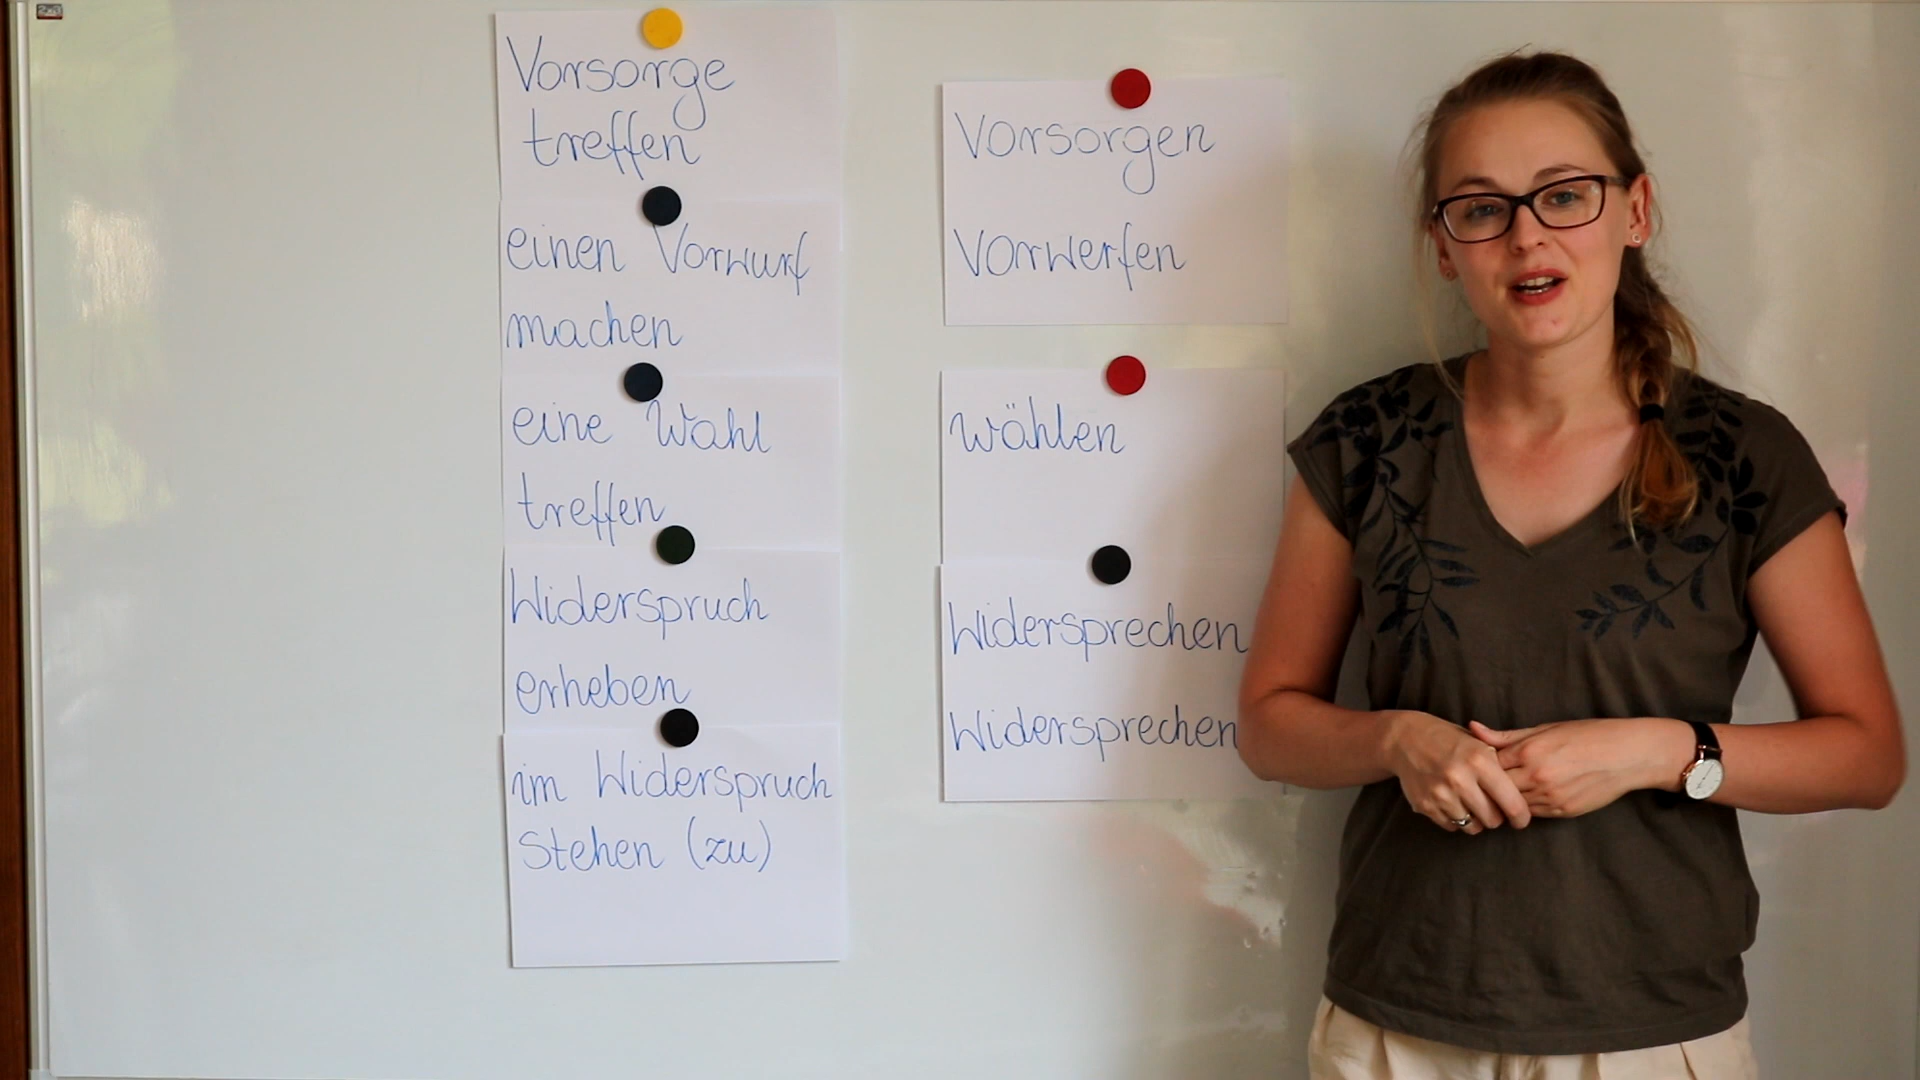 Vorsorge
treffen
einen Vorwurf
machen
eine Wahl
treffen
Widerspruch
erheben
im Widerspruch
stehen (zu)
vorsorgen
vorwerfen
wählen
widersprechen
widersprechen